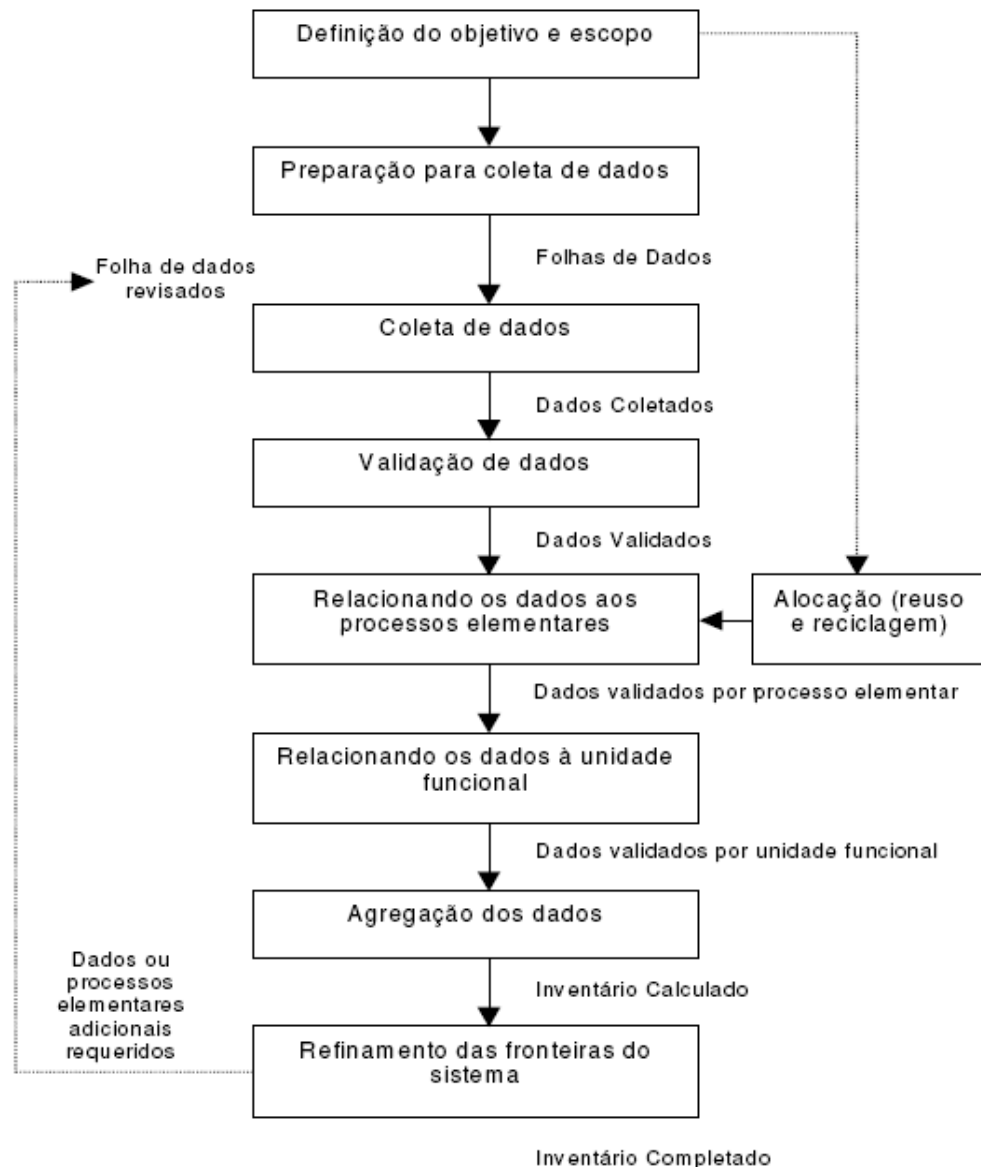 Definição do objetivo e escopo
Preparação para coleta de dados
Folhas de Dados
Folha de dados
revisados
Coleta de dados
Dados Coletados
Validação de dados
Dados Validados
Relacionando os dados aos
processos elementares
Alocação (reuso
e reciclagem)
Dados validados por processo elementar
Relacionando os dados à unidade
funcional
Dados validados por unidade funcional
Agregação dos dados
Dados ou
processos
elementares
adicionais
requeridos
Inventário Calculado
Refinamento das fronteiras do
sistema
Inventário Completado